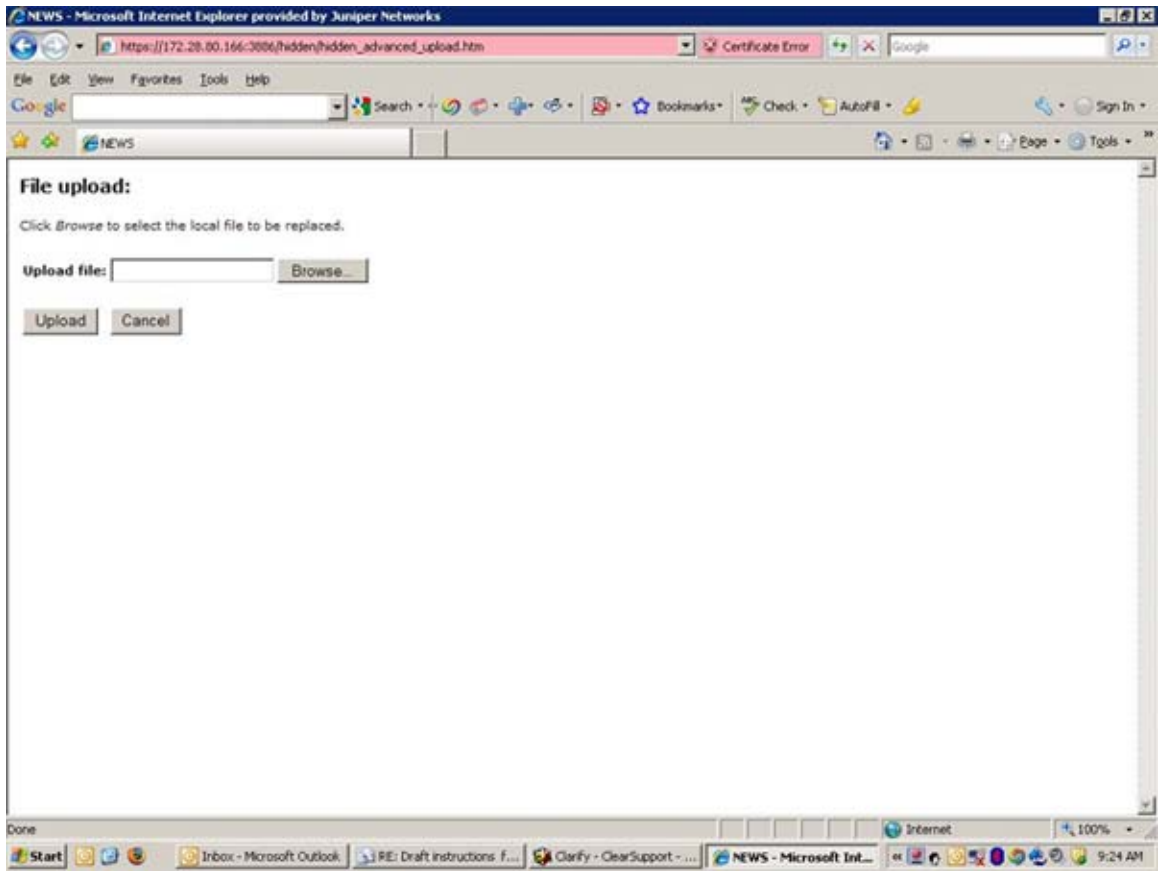 NEWS - Microsoft Internet Explorer provided by Juniper Networks
https://172.28.80.166:3886/hidden/hidden_advanced_upload.htm
Certificate Error
Google
File Edit View Favorites Tools Help
Google
Search
Bookmarks
Check
AutoFill
Sign In
NEWS
Page
Tools
File upload:
Click Browse to select the local file to be replaced.
Upload file:
Browse...
Upload
Cancel
Done
Internet
100%
Start
Inbox - Microsoft Outlook
RE: Draft instructions f...
Clarify - ClearSupport - ...
NEWS - Microsoft Int...
9:24 AM